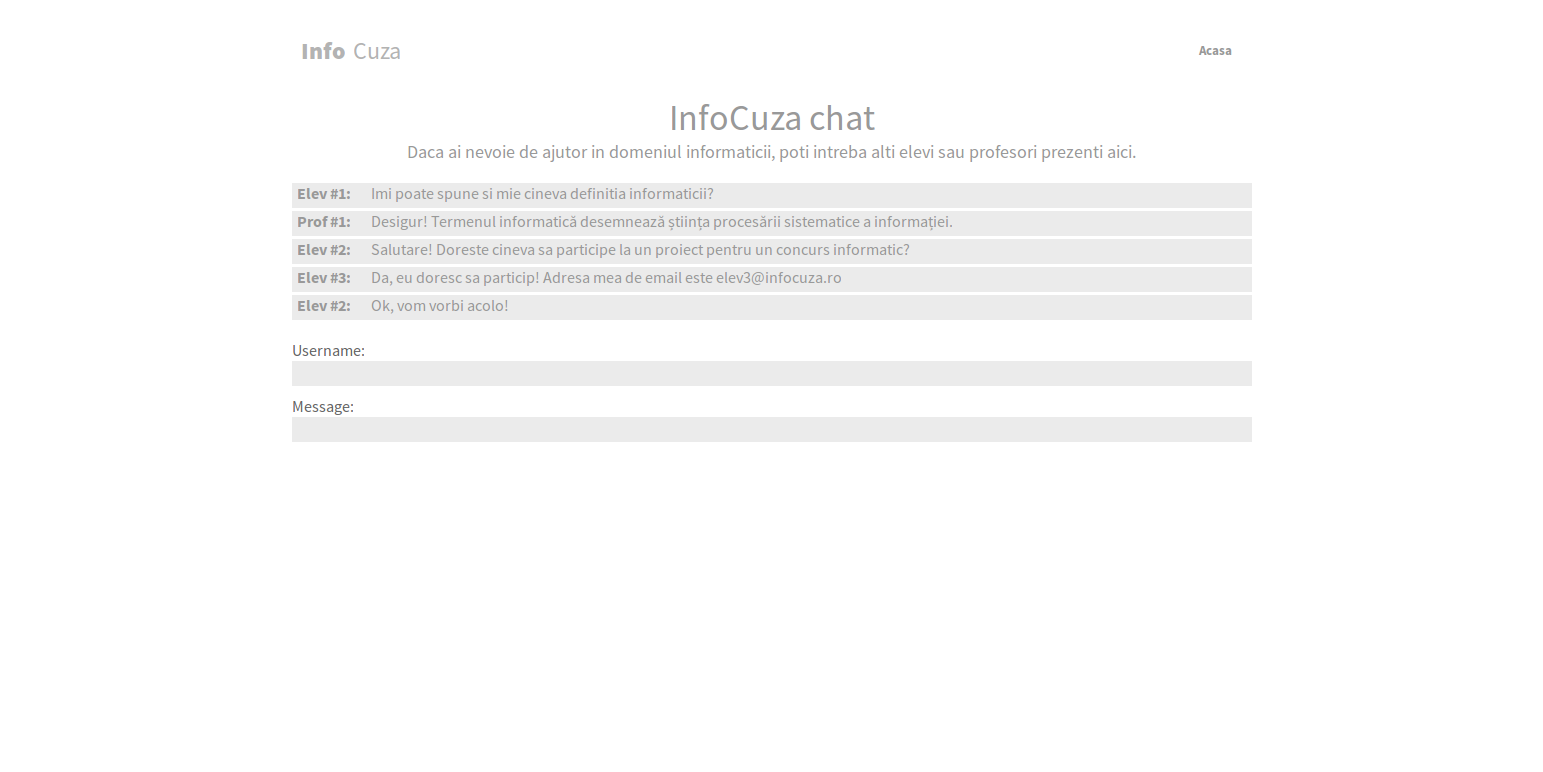 Info Cuza Acasa
InfoCuza chat
Daca ai nevoie de ajutor in domeniul informaticii, poti intreba alti elevi sau profesori prezenti aici.
Elev #1: Imi poate spune si mie cineva definitia informaticii?
Prof #1: Desigur! Termenul informatică desemnează știința procesării sistematice a informației.
Elev #2: Salutare! Doreste cineva sa participe la un proiect pentru un concurs informatic?
Elev #3: Da, eu doresc sa particip! Adresa mea de email este elev3@infocuza.ro
Elev #2: Ok, vom vorbi acolo!
Username:
Message: